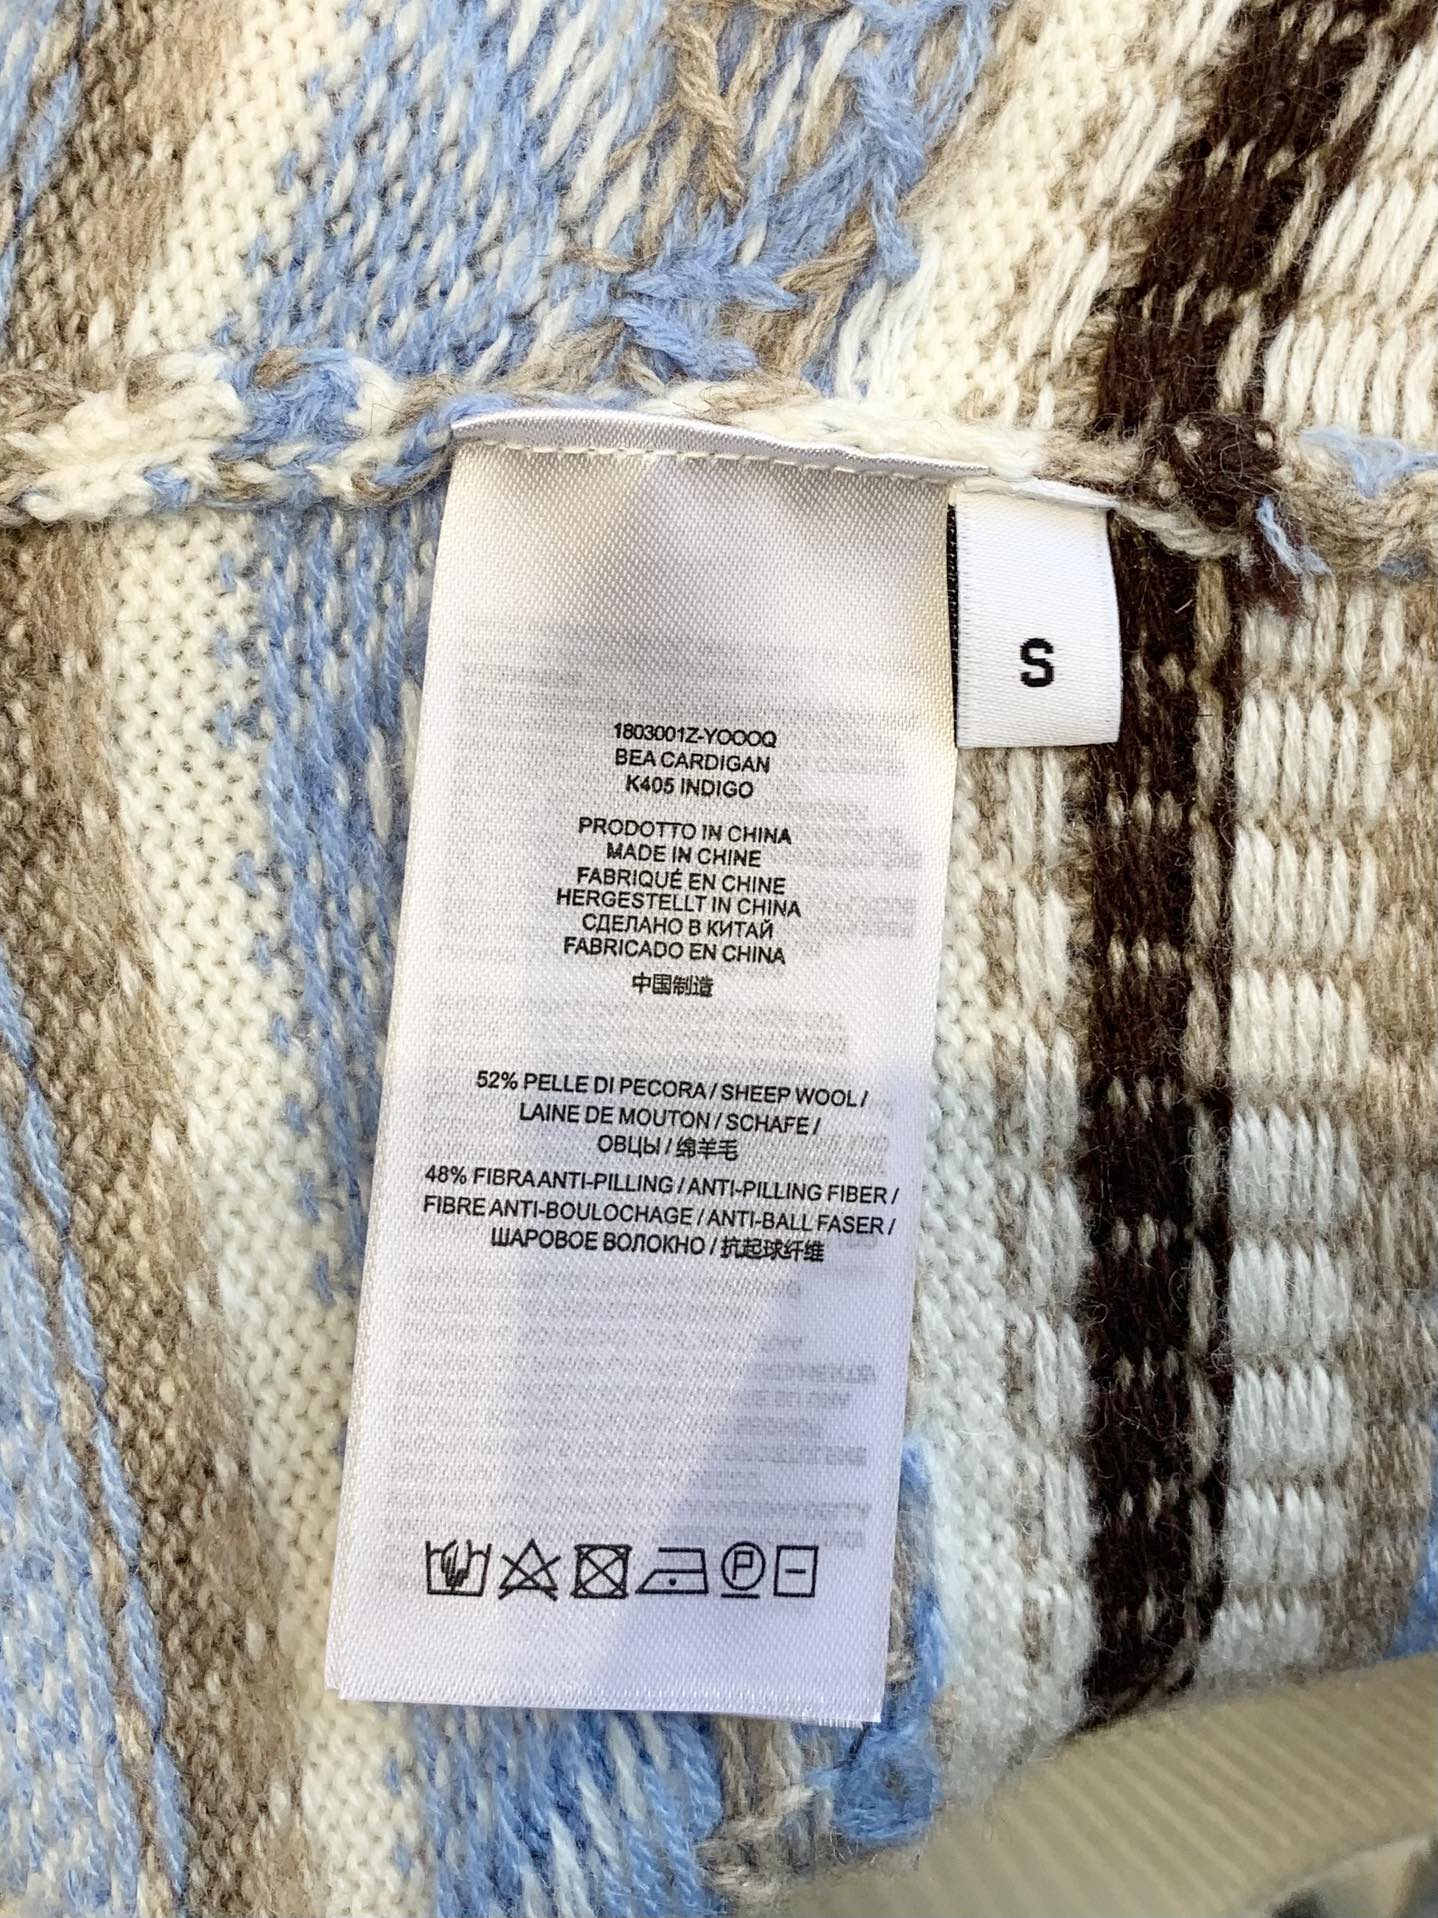 S
1803001Z-YOOOQ
BEA CARDIGAN
K405 INDIGO
PRODOTTO IN CHINA
MADE IN CHINE
FABRIQUÉ EN CHINE
HERGESTELLT IN CHINA
СДЕЛАНО В КИТАЙ
FABRICADO EN CHINA
中国制造
52% PELLE DI PECORA / SHEEP WOOL /
LAINE DE MOUTON / SCHAFE /
ОВЦЫ / 绵羊毛
48% FIBRA ANTI-PILLING / ANTI-PILLING FIBER /
FIBRE ANTI-BOULOCHAGE / ANTI-BALL FASER /
ШАРОВОЕ ВОЛОКНО / 抗起球纤维
P